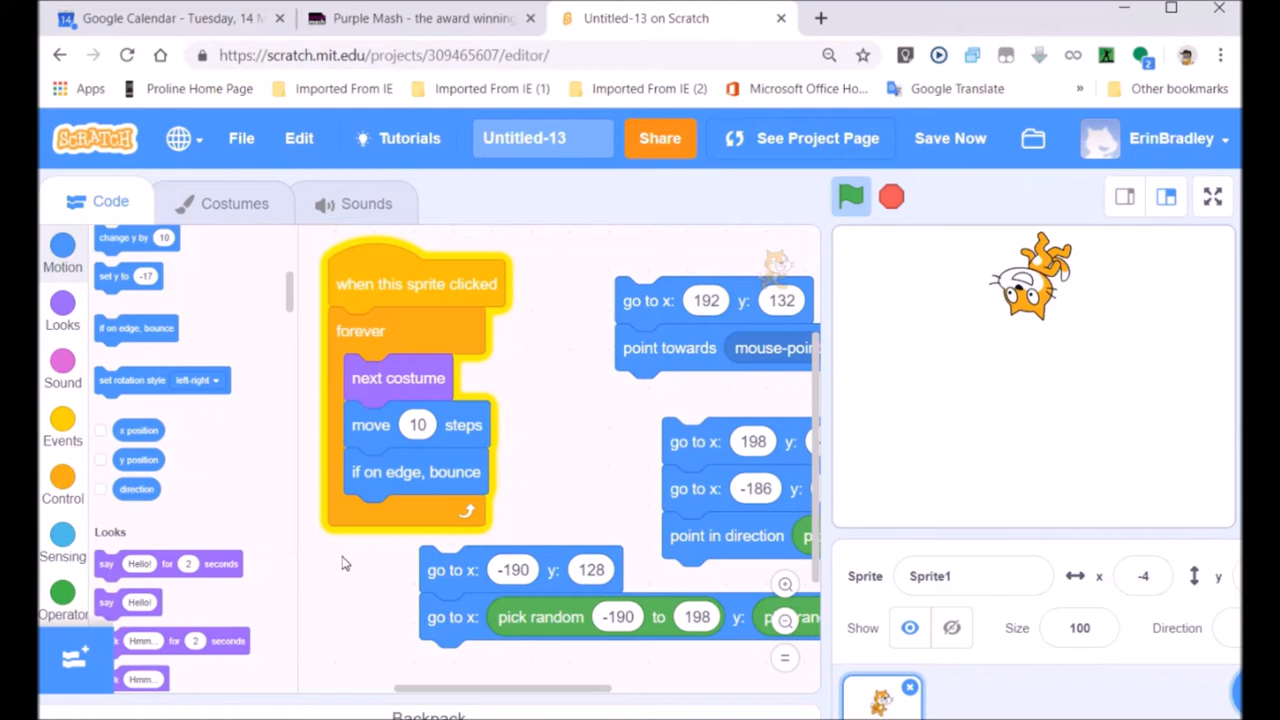 Google Calendar - Tuesday, 14 M
Purple Mash - the award winning
Untitled-13 on Scratch
https://scratch.mit.edu/projects/309465607/editor/
2
Apps
Proline Home Page
Imported From IE
Imported From IE (1)
Imported From IE (2)
Microsoft Office Ho...
Google Translate
»
Other bookmarks
SCRATCH
File
Edit
Tutorials
Untitled-13
Share
See Project Page
Save Now
ErinBradley
Code
Costumes
Sounds
Motion
Looks
Sound
Events
Control
Sensing
Operator
change y by 10
set y to -17
if on edge, bounce
set rotation style left-right
x position
y position
direction
Looks
say Hello! for 2 seconds
say Hello!
Hmm... for 2 seconds
Hmm...
when this sprite clicked
forever
next costume
move 10 steps
if on edge, bounce
go to x: 192 y: 132
point towards mouse-poin
go to x: 198 y:
go to x: -186 y:
point in direction
go to x: -190 y: 128
go to x: pick random -190 to 198 y:
Backpack
Sprite
Sprite1
x -4
y
Show
Size 100
Direction